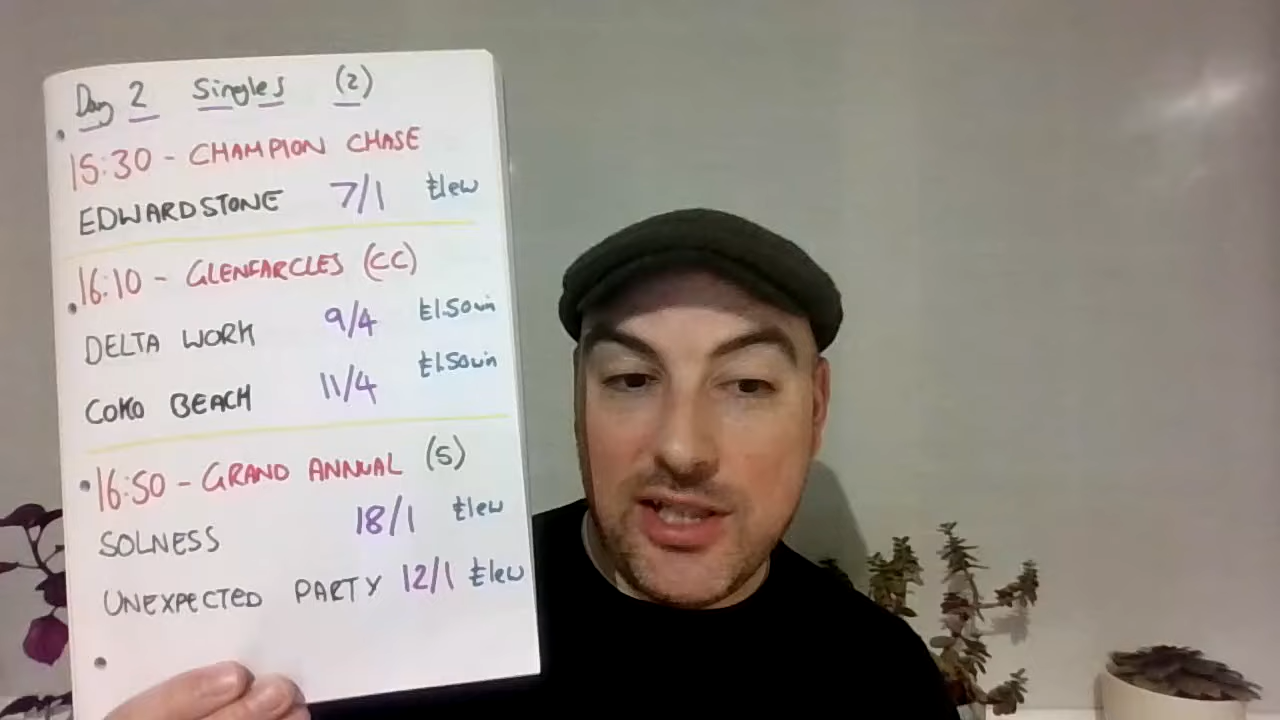 Day 2 Singles (2)
15:30 - CHAMPION CHASE
EDWARDSTONE 7/1 £1ew
16:10 - GLENFARCLES (CC)
DELTA WORK 9/4 £1.50win
COKO BEACH 11/4 £1.50win
16:50 - GRAND ANNUAL (5)
SOLNESS 18/1 £1ew
UNEXPECTED PARTY 12/1 £1ew